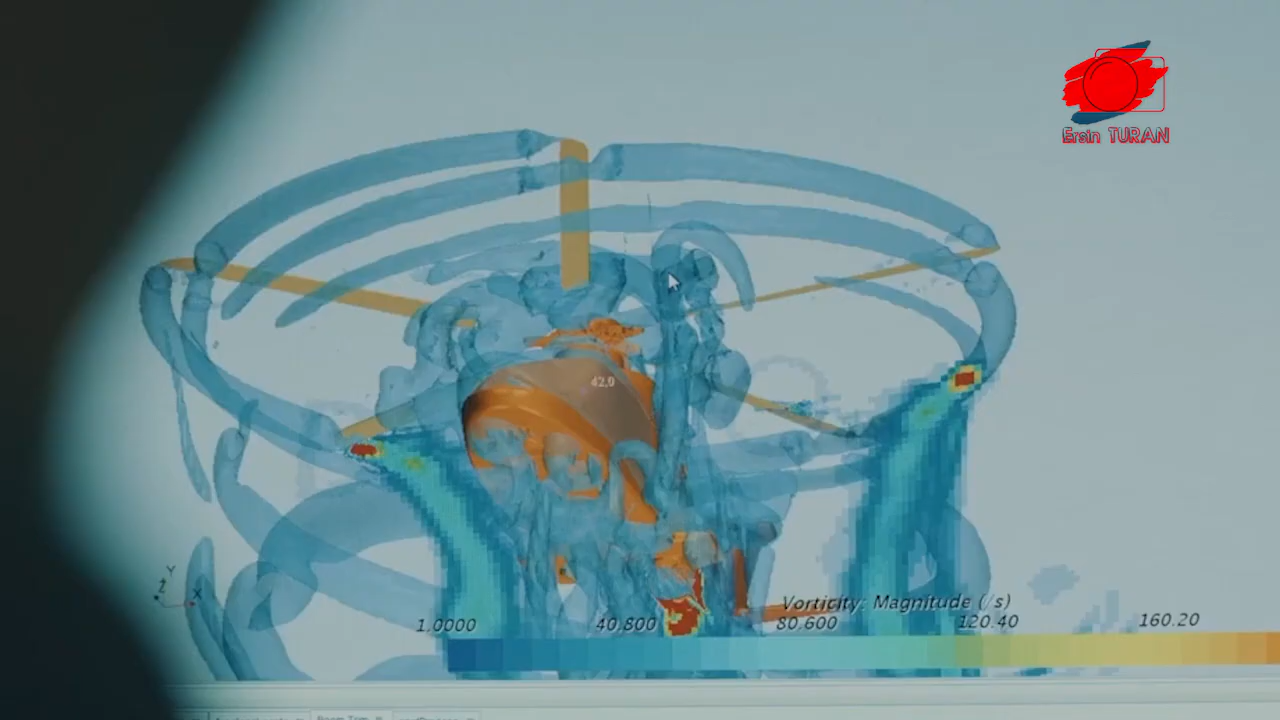 Ersin TURAN
42.0
Y
Z
X
Vorticity: Magnitude (/s)
1.0000 40.800 80.600 120.40 160.20